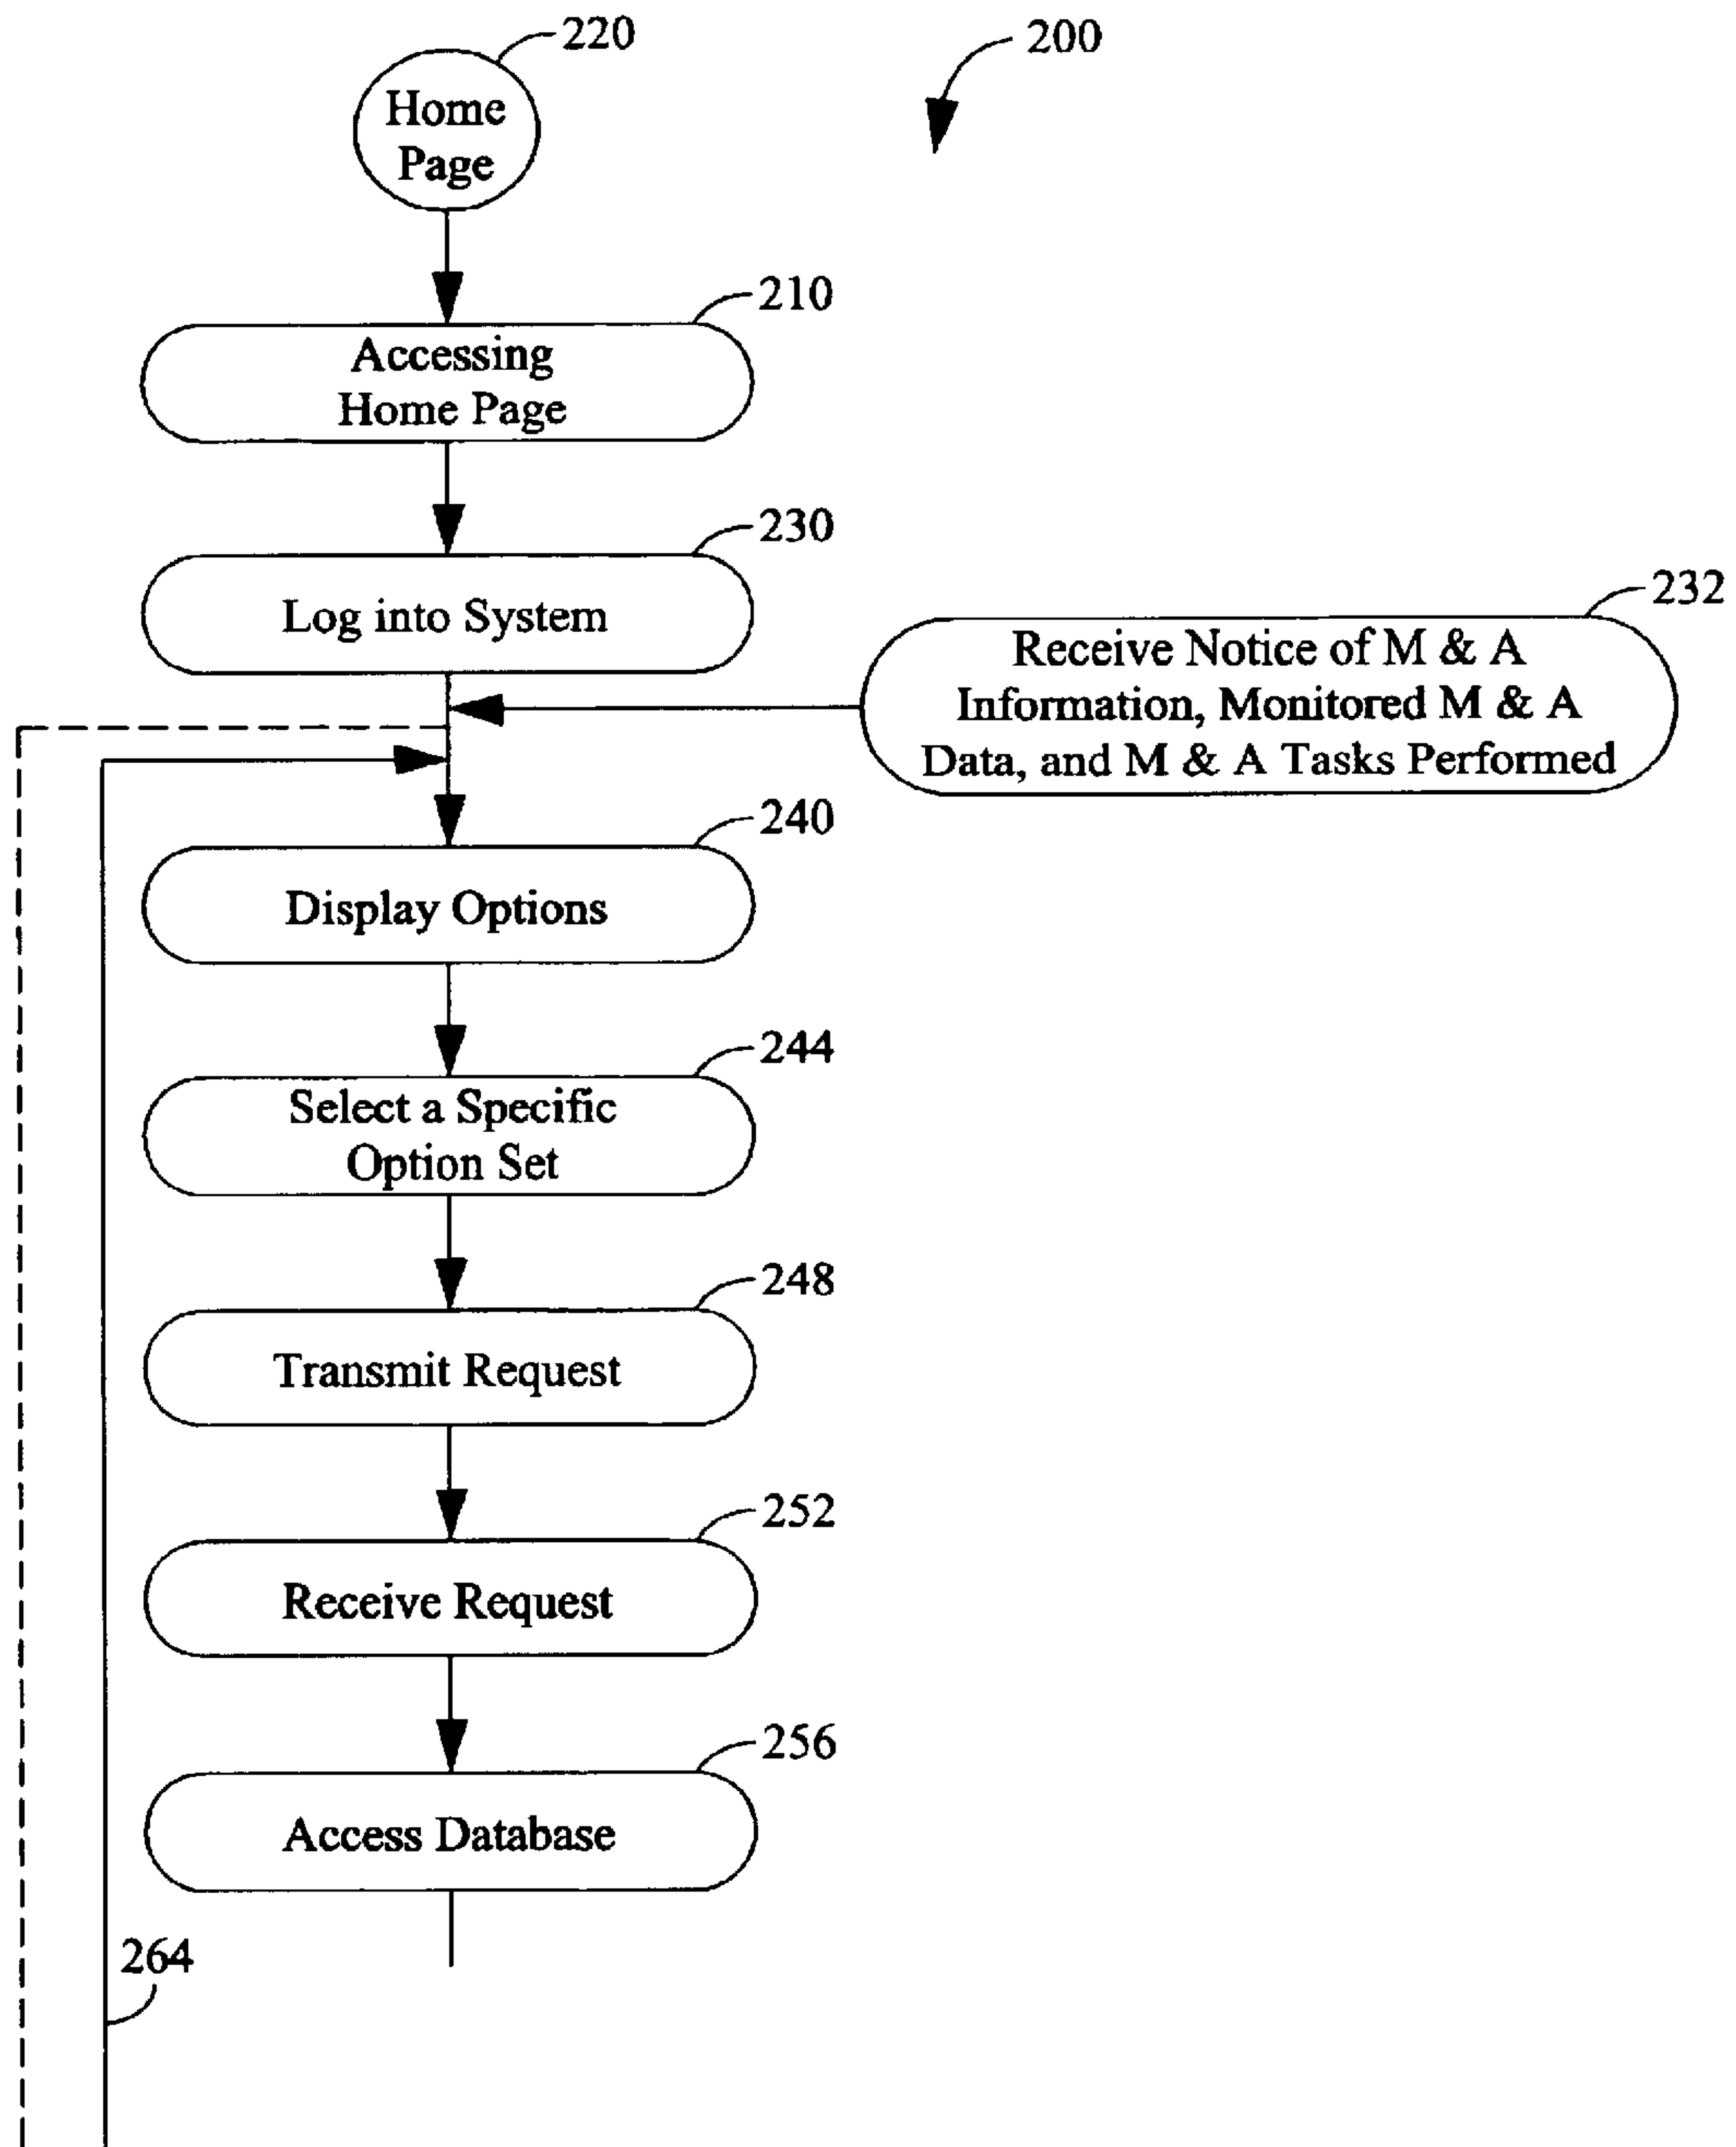 220
200
Home
Page
210
Accessing
Home Page
230
Log into System
232
Receive Notice of M & A
Information, Monitored M & A
Data, and M & A Tasks Performed
240
Display Options
244
Select a Specific
Option Set
248
Transmit Request
252
Receive Request
256
Access Database
264